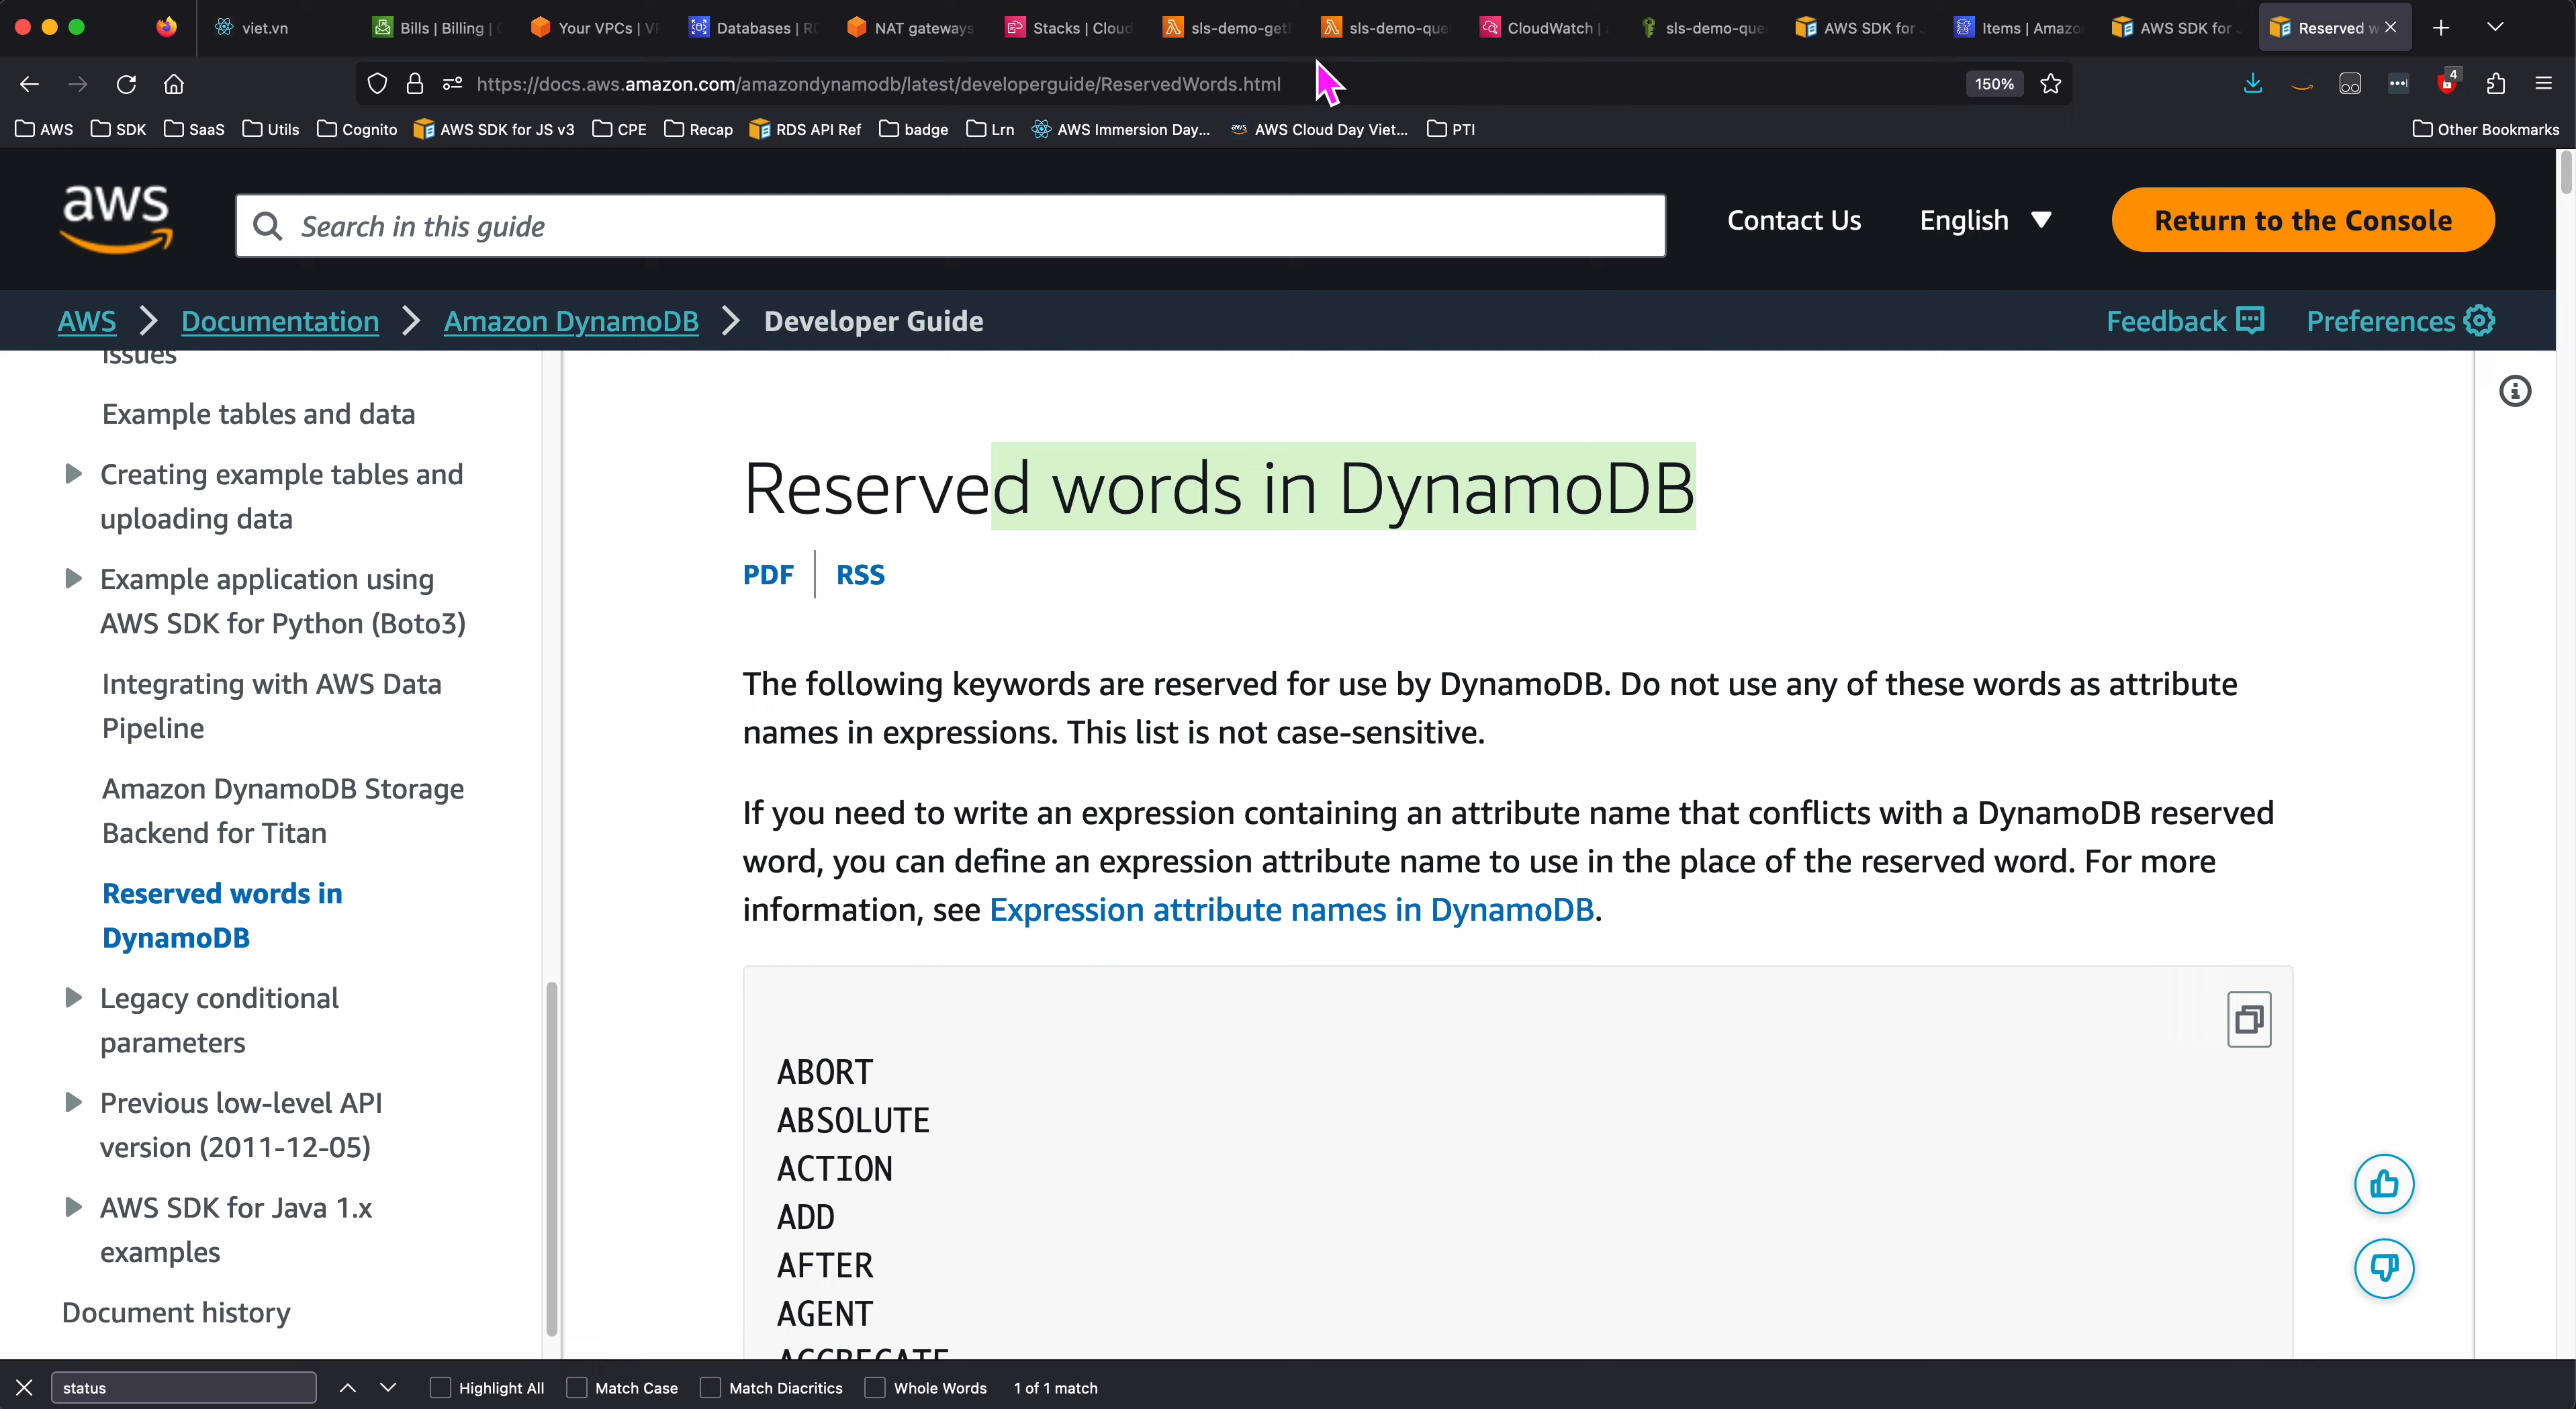 viet.vn
Bills | Billing |
Your VPCs | V
Databases | R
NAT gateways
Stacks | Cloud
sls-demo-get
sls-demo-que
CloudWatch |
sls-demo-que
AWS SDK for
Items | Amazo
AWS SDK for
Reserved w
https://docs.aws.amazon.com/amazondynamodb/latest/developerguide/ReservedWords.html
150%
4
AWS
SDK
SaaS
Utils
Cognito
AWS SDK for JS v3
CPE
Recap
RDS API Ref
badge
Lrn
AWS Immersion Day...
AWS Cloud Day Viet...
PTI
Other Bookmarks
aws
Search in this guide
Contact Us
English
Return to the Console
AWS > Documentation > Amazon DynamoDB > Developer Guide
Feedback
Preferences
issues
Example tables and data
Creating example tables and
uploading data
Example application using
AWS SDK for Python (Boto3)
Integrating with AWS Data
Pipeline
Amazon DynamoDB Storage
Backend for Titan
Reserved words in
DynamoDB
Legacy conditional
parameters
Previous low-level API
version (2011-12-05)
AWS SDK for Java 1.x
examples
Document history
Reserved words in DynamoDB
PDF | RSS
The following keywords are reserved for use by DynamoDB. Do not use any of these words as attribute
names in expressions. This list is not case-sensitive.
If you need to write an expression containing an attribute name that conflicts with a DynamoDB reserved
word, you can define an expression attribute name to use in the place of the reserved word. For more
information, see Expression attribute names in DynamoDB.
ABORT
ABSOLUTE
ACTION
ADD
AFTER
AGENT
AGGREGATE
status
Highlight All
Match Case
Match Diacritics
Whole Words
1 of 1 match